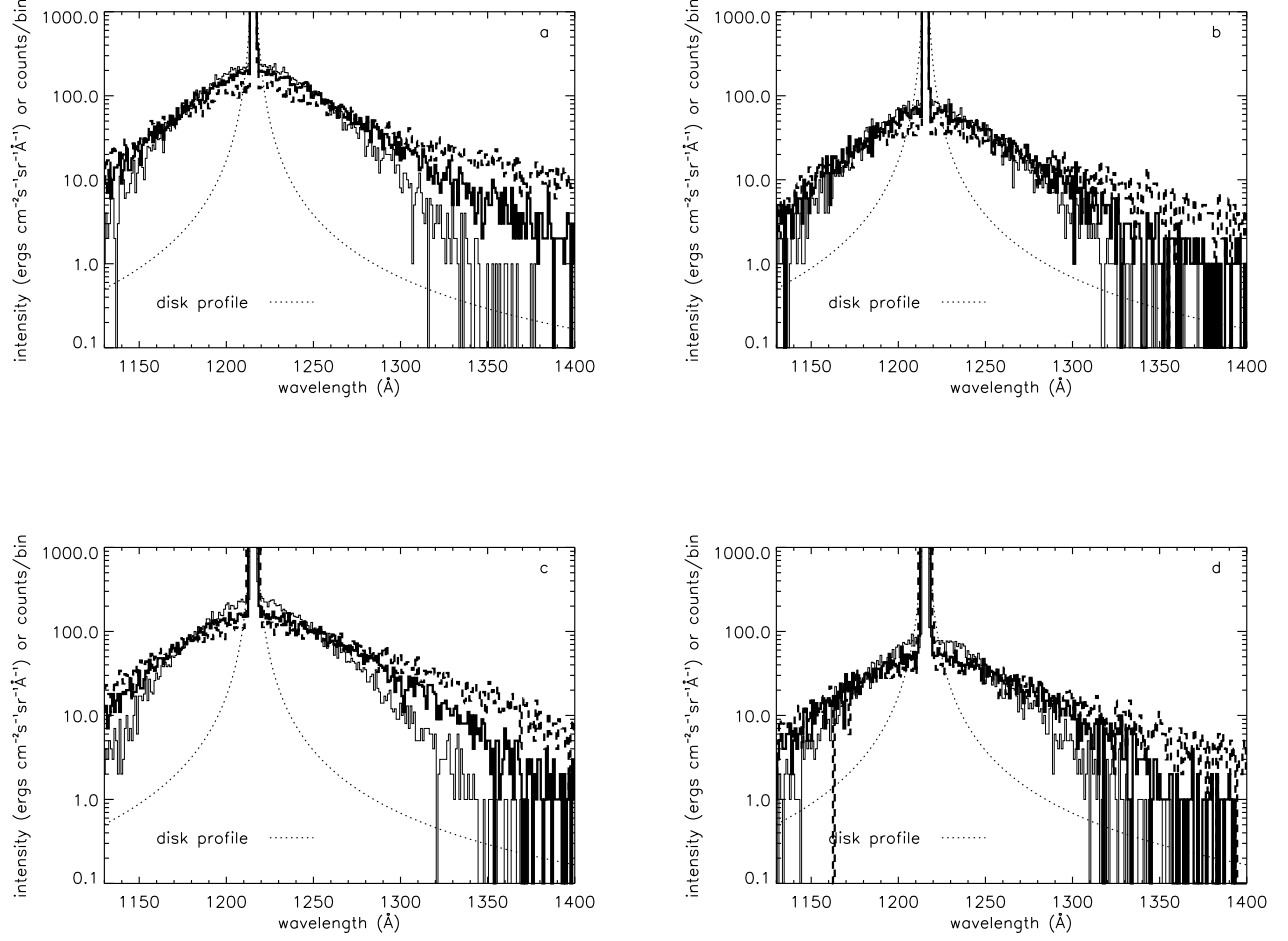 intensity (ergs cm⁻²s⁻¹sr⁻¹Å⁻¹) or counts/bin
1000.0
100.0
10.0
1.0
0.1
a
disk profile
1150 1200 1250 1300 1350 1400
wavelength (Å)
intensity (ergs cm⁻²s⁻¹sr⁻¹Å⁻¹) or counts/bin
1000.0
100.0
10.0
1.0
0.1
b
disk profile
1150 1200 1250 1300 1350 1400
wavelength (Å)
intensity (ergs cm⁻²s⁻¹sr⁻¹Å⁻¹) or counts/bin
1000.0
100.0
10.0
1.0
0.1
c
disk profile
1150 1200 1250 1300 1350 1400
wavelength (Å)
intensity (ergs cm⁻²s⁻¹sr⁻¹Å⁻¹) or counts/bin
1000.0
100.0
10.0
1.0
0.1
d
disk profile
1150 1200 1250 1300 1350 1400
wavelength (Å)